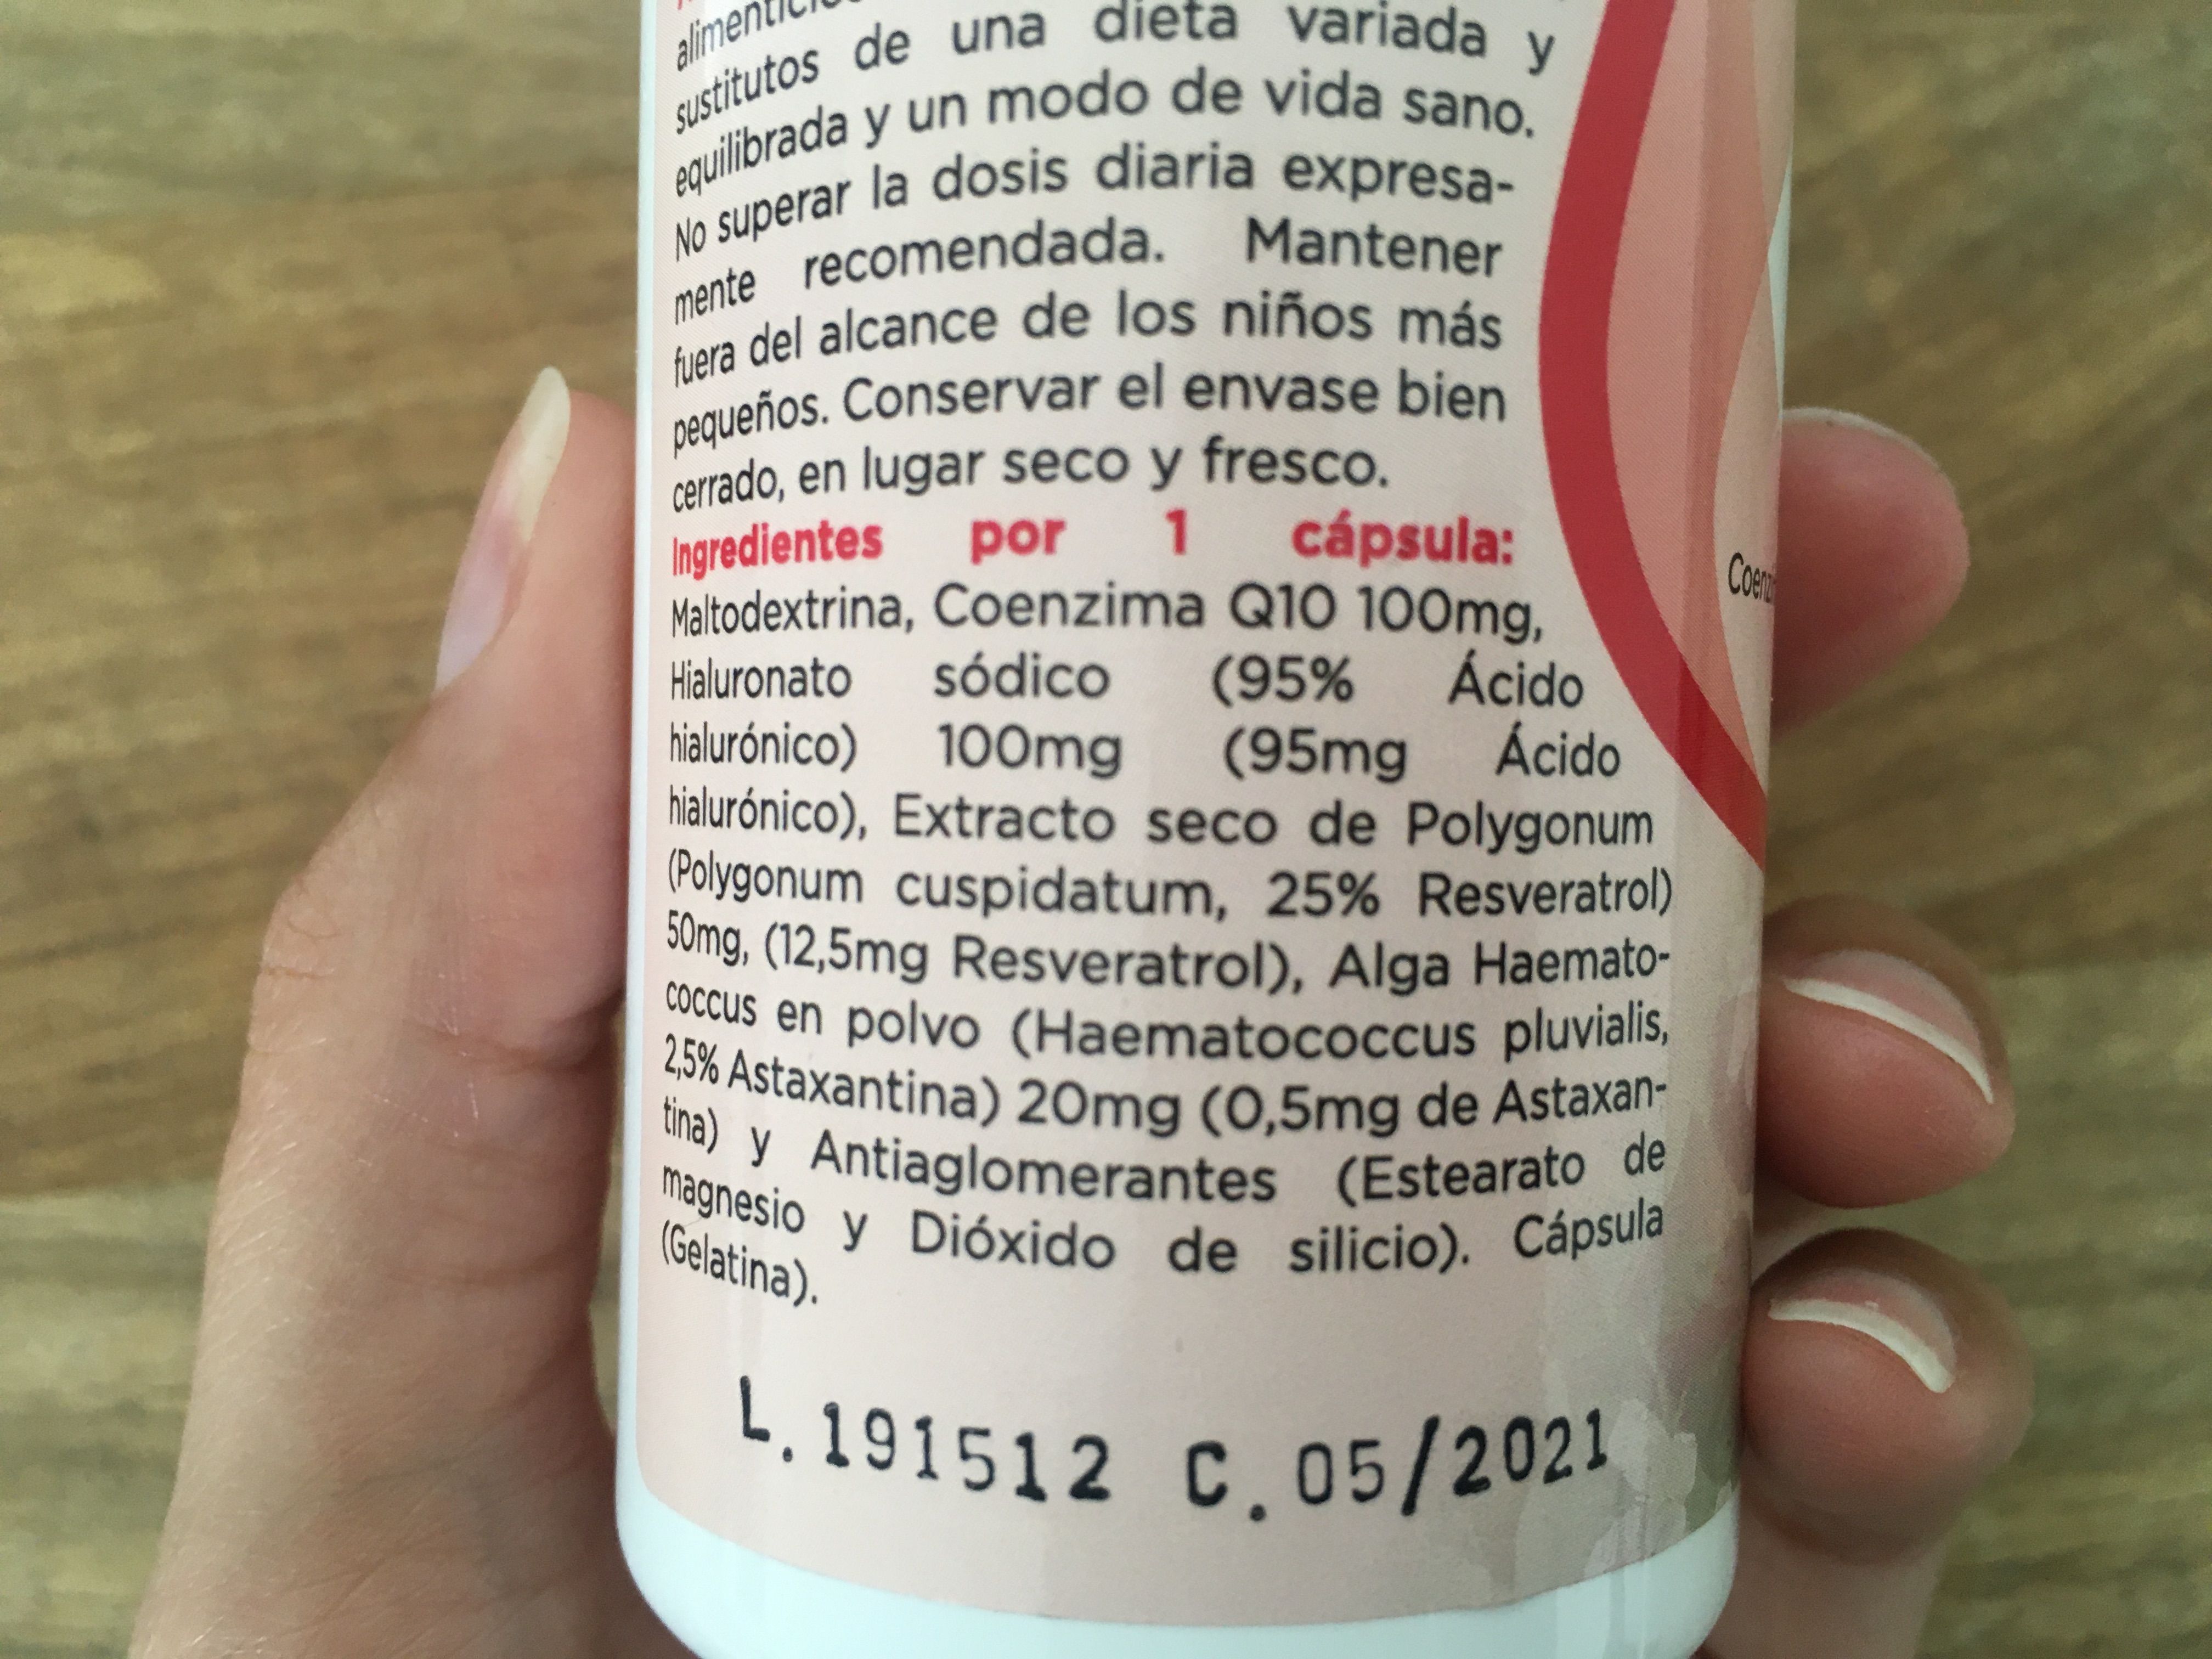 sustitutos de una dieta variada y
equilibrada y un modo de vida sano.
No superar la dosis diaria expresa-
mente recomendada. Mantener
fuera del alcance de los niños más
pequeños. Conservar el envase bien
cerrado, en lugar seco y fresco.
Ingredientes por 1 cápsula:
Maltodextrina, Coenzima Q10 100mg,
Hialuronato sódico (95% Ácido
hialurónico) 100mg (95mg Ácido
hialurónico), Extracto seco de Polygonum
(Polygonum cuspidatum, 25% Resveratrol)
50mg, (12,5mg Resveratrol), Alga Haemato-
coccus en polvo (Haematococcus pluvialis,
2,5% Astaxantina) 20mg (0,5mg de Astaxan-
tina) y Antiaglomerantes (Estearato de
magnesio y Dióxido de silicio). Cápsula
(Gelatina).
L.191512 C.05/2021